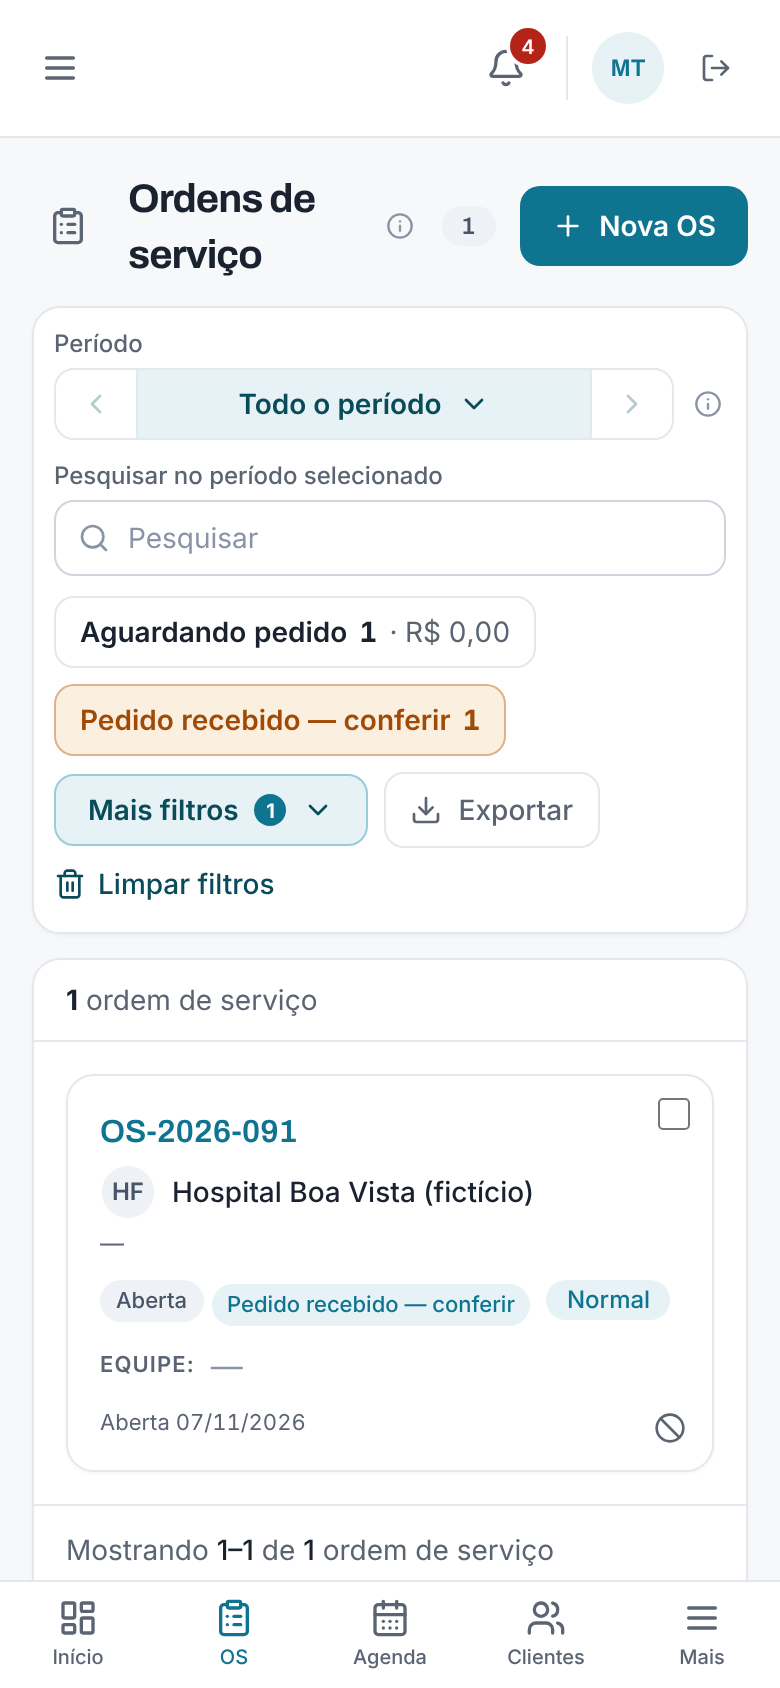 4
MT
Ordens de
serviço
1
Nova OS
Período
Todo o período
Pesquisar no período selecionado
Pesquisar
Aguardando pedido 1 · R$ 0,00
Pedido recebido — conferir 1
Mais filtros 1
Exportar
Limpar filtros
1 ordem de serviço
OS-2026-091
HF Hospital Boa Vista (fictício)
—
Aberta Pedido recebido — conferir Normal
EQUIPE: —
Aberta 07/11/2026
Mostrando 1–1 de 1 ordem de serviço
Início OS Agenda Clientes Mais